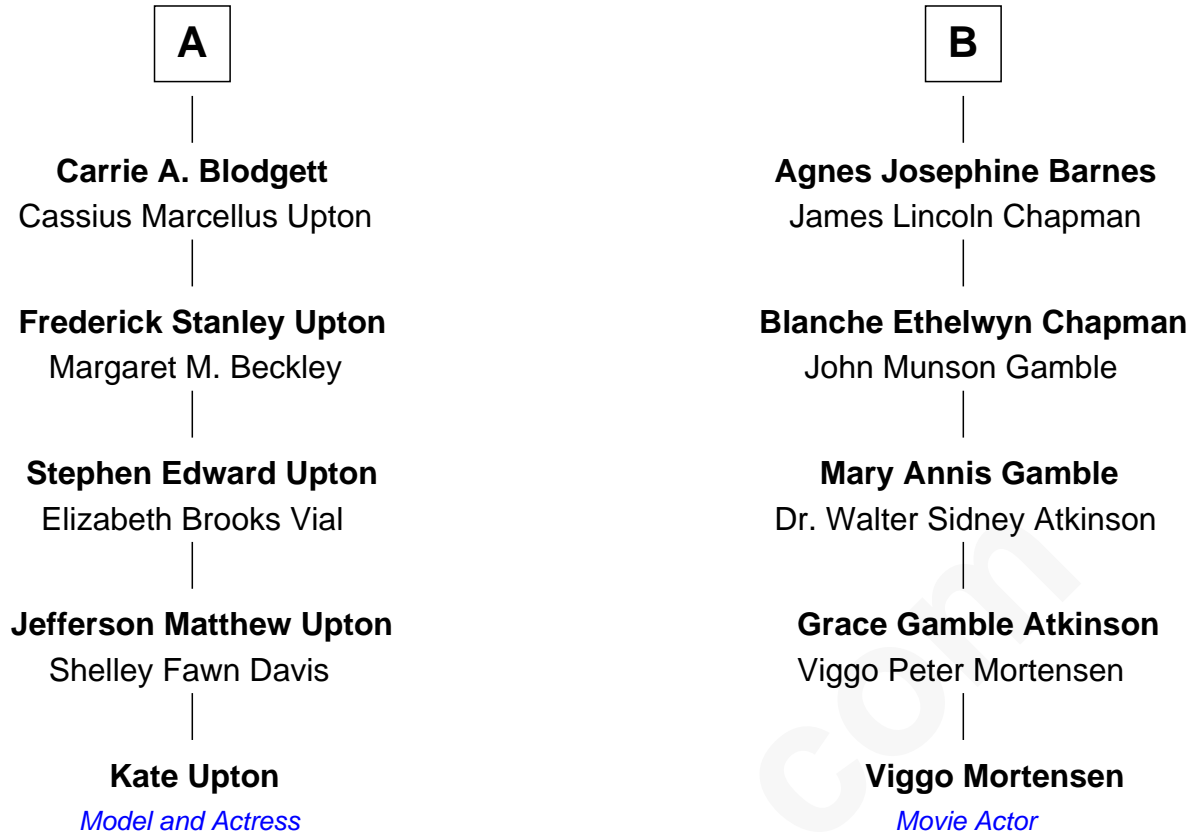 A
Carrie A. Blodgett
Cassius Marcellus Upton
Frederick Stanley Upton
Margaret M. Beckley
Stephen Edward Upton
Elizabeth Brooks Vial
Jefferson Matthew Upton
Shelley Fawn Davis
Kate Upton
Model and Actress
B
Agnes Josephine Barnes
James Lincoln Chapman
Blanche Ethelwyn Chapman
John Munson Gamble
Mary Annis Gamble
Dr. Walter Sidney Atkinson
Grace Gamble Atkinson
Viggo Peter Mortensen
Viggo Mortensen
Movie Actor
com